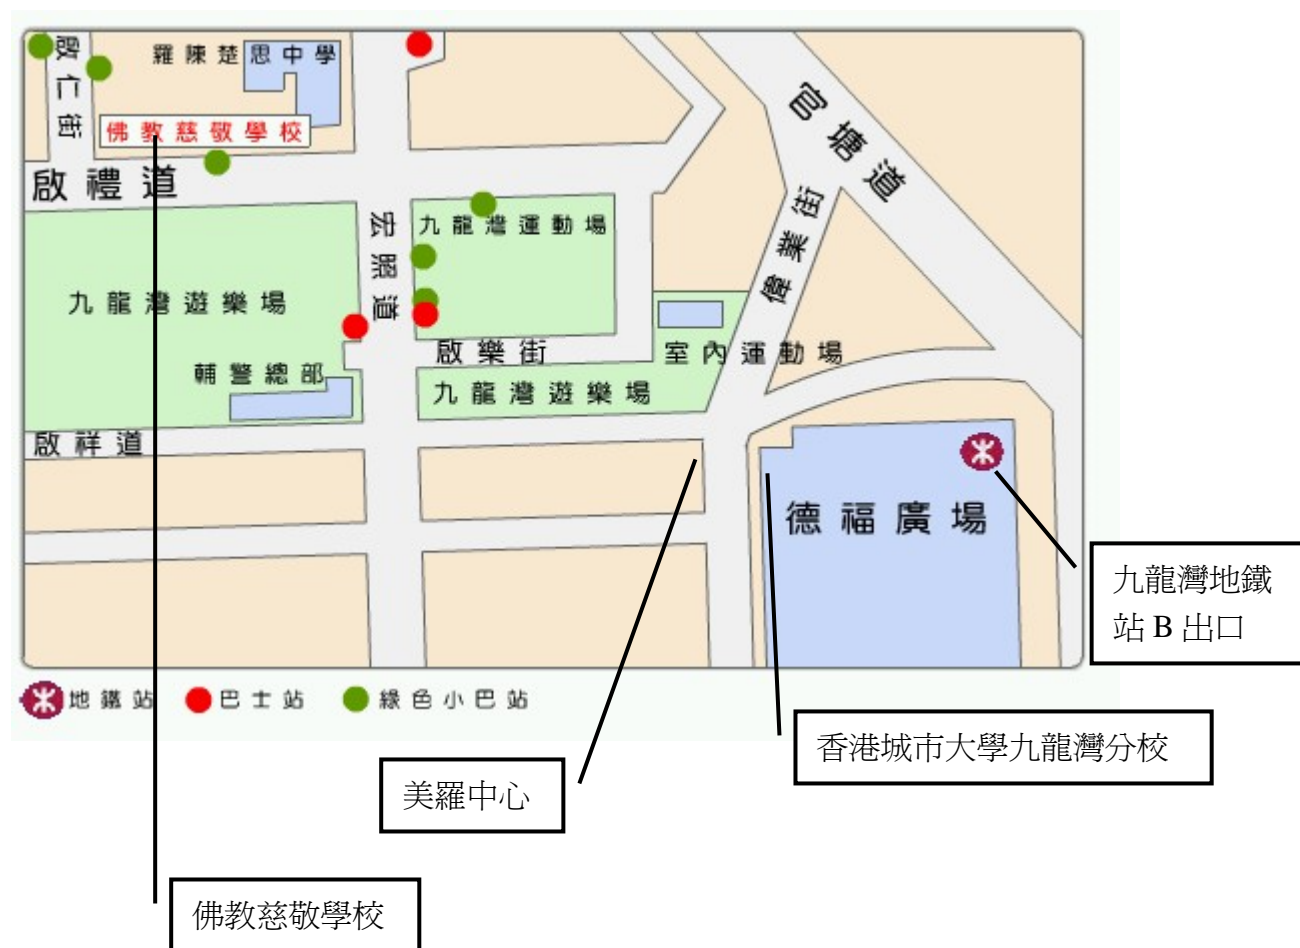 啟仁街
羅陳楚思中學
佛教慈敬學校
官塘道
啟禮道
宏照道
九龍灣運動場
偉業街
九龍灣遊樂場
啟樂街
室內運動場
輔警總部
九龍灣遊樂場
啟祥道
德福廣場
九龍灣地鐵
站 B 出口
地鐵站
巴士站
綠色小巴站
香港城市大學九龍灣分校
美羅中心
佛教慈敬學校